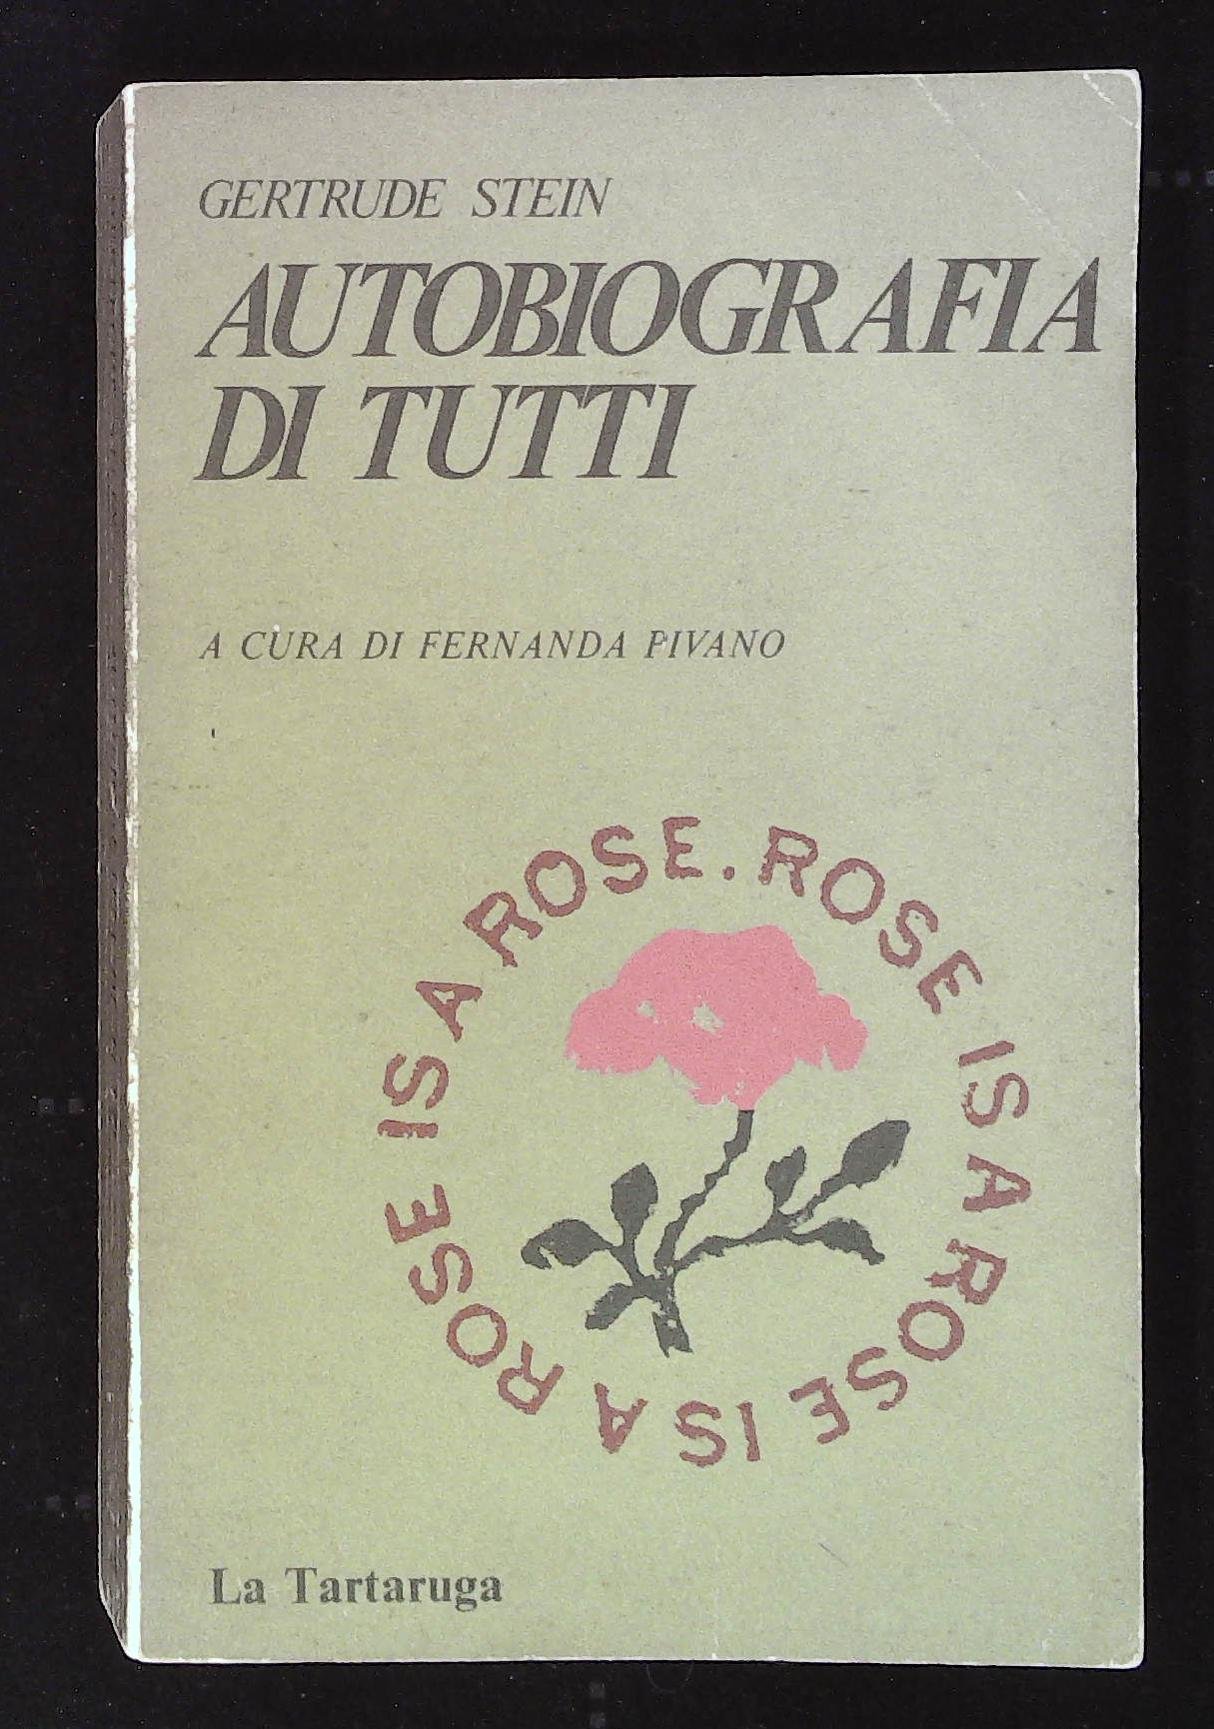 GERTRUDE STEIN
AUTOBIOGRAFIA
DI TUTTI
A CURA DI FERNANDA PIVANO
ROSE IS A ROSE IS A ROSE IS A ROSE.
La Tartaruga